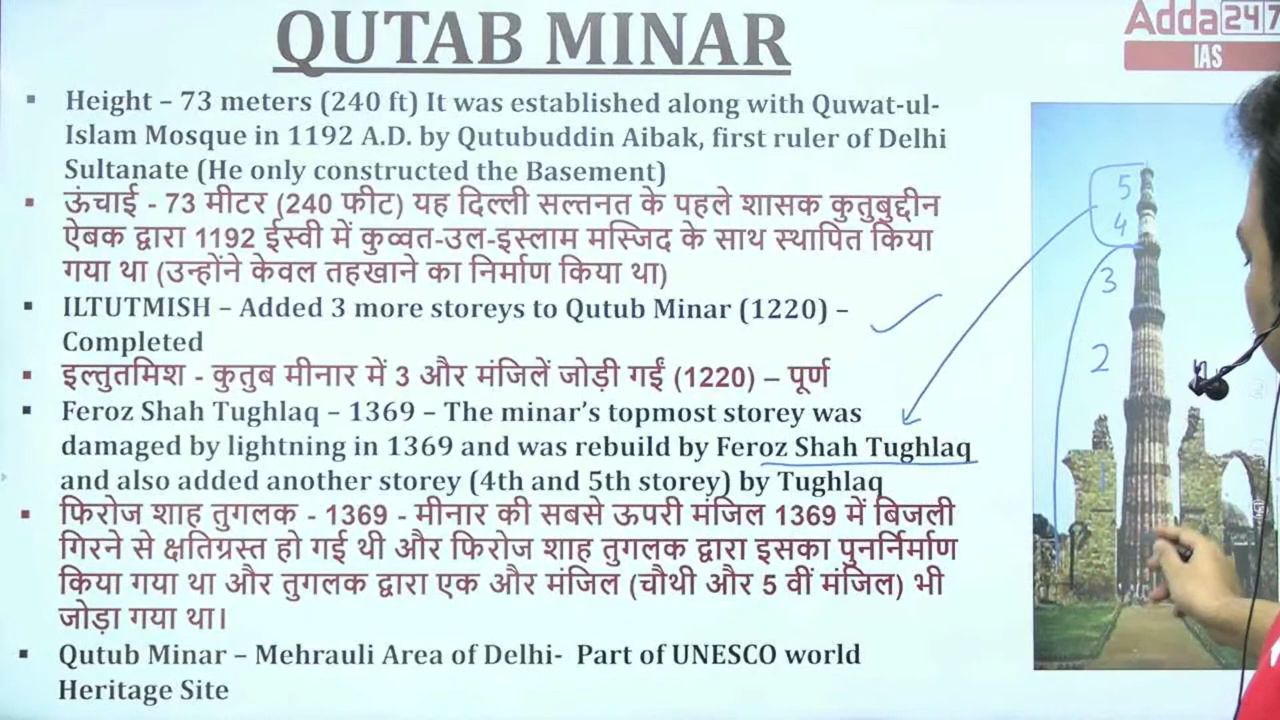 QUTAB MINAR
Adda247
IAS
▪ Height – 73 meters (240 ft) It was established along with Quwat-ul-
Islam Mosque in 1192 A.D. by Qutubuddin Aibak, first ruler of Delhi
Sultanate (He only constructed the Basement)
▪ ऊंचाई - 73 मीटर (240 फीट) यह दिल्ली सल्तनत के पहले शासक कुतुबुद्दीन
ऐबक द्वारा 1192 ईस्वी में कुव्वत-उल-इस्लाम मस्जिद के साथ स्थापित किया
गया था (उन्होंने केवल तहखाने का निर्माण किया था)
▪ ILTUTMISH – Added 3 more storeys to Qutub Minar (1220) –
Completed
▪ इल्तुतमिश - कुतुब मीनार में 3 और मंजिलें जोड़ी गईं (1220) – पूर्ण
▪ Feroz Shah Tughlaq – 1369 – The minar’s topmost storey was
damaged by lightning in 1369 and was rebuild by Feroz Shah Tughlaq
and also added another storey (4th and 5th storey) by Tughlaq
▪ फिरोज शाह तुगलक - 1369 - मीनार की सबसे ऊपरी मंजिल 1369 में बिजली
गिरने से क्षतिग्रस्त हो गई थी और फिरोज शाह तुगलक द्वारा इसका पुनर्निर्माण
किया गया था और तुगलक द्वारा एक और मंजिल (चौथी और 5 वीं मंजिल) भी
जोड़ा गया था।
▪ Qutub Minar – Mehrauli Area of Delhi- Part of UNESCO world
Heritage Site
5
4
3
2
1